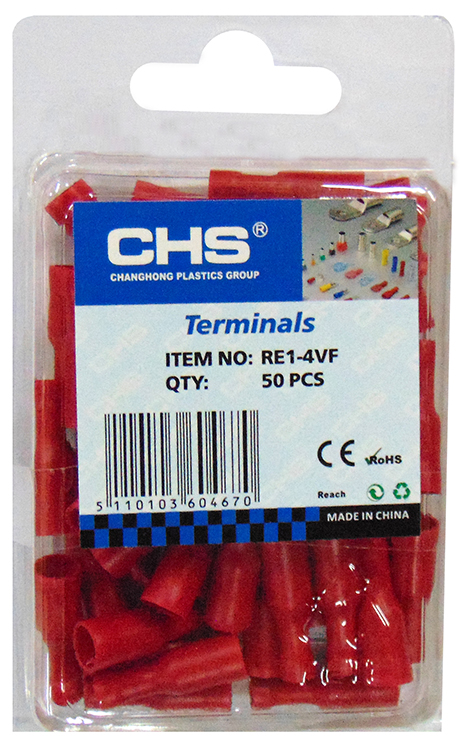 CHS®
CHANGHONG PLASTICS GROUP
Terminals
ITEM NO: RE1-4VF
QTY: 50 PCS
5 110103 604670
CE RoHS
Reach
MADE IN CHINA